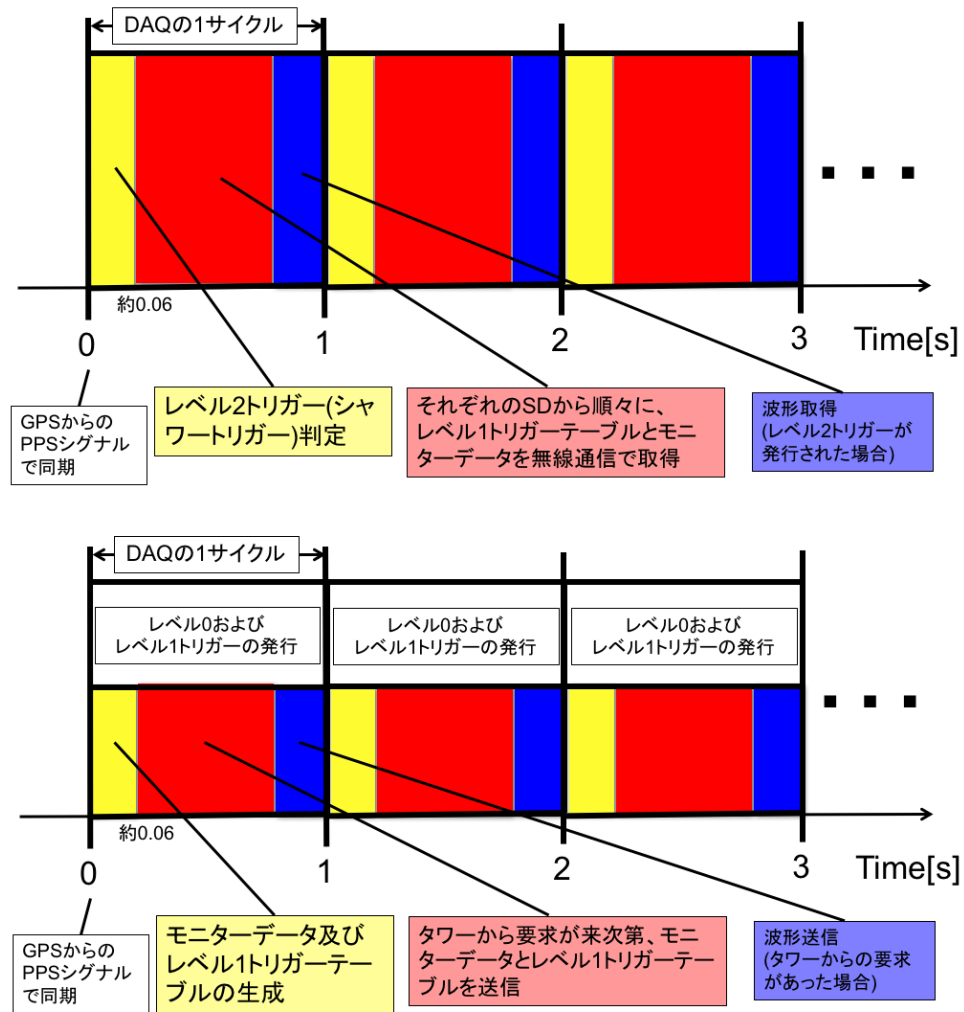 DAQの1サイクル
約0.06
0
1
2
3
Time[s]
GPSからの
PPSシグナル
で同期
レベル2トリガー(シャ
ワートリガー)判定
それぞれのSDから順々に、
レベル1トリガーテーブルとモニ
ターデータを無線通信で取得
波形取得
(レベル2トリガーが
発行された場合)
DAQの1サイクル
レベル0および
レベル1トリガーの発行
レベル0および
レベル1トリガーの発行
レベル0および
レベル1トリガーの発行
約0.06
0
1
2
3
Time[s]
GPSからの
PPSシグナル
で同期
モニターデータ及び
レベル1トリガーテー
ブルの生成
タワーから要求が来次第、モニ
ターデータとレベル1トリガーテー
ブルを送信
波形送信
(タワーからの要求
があった場合)